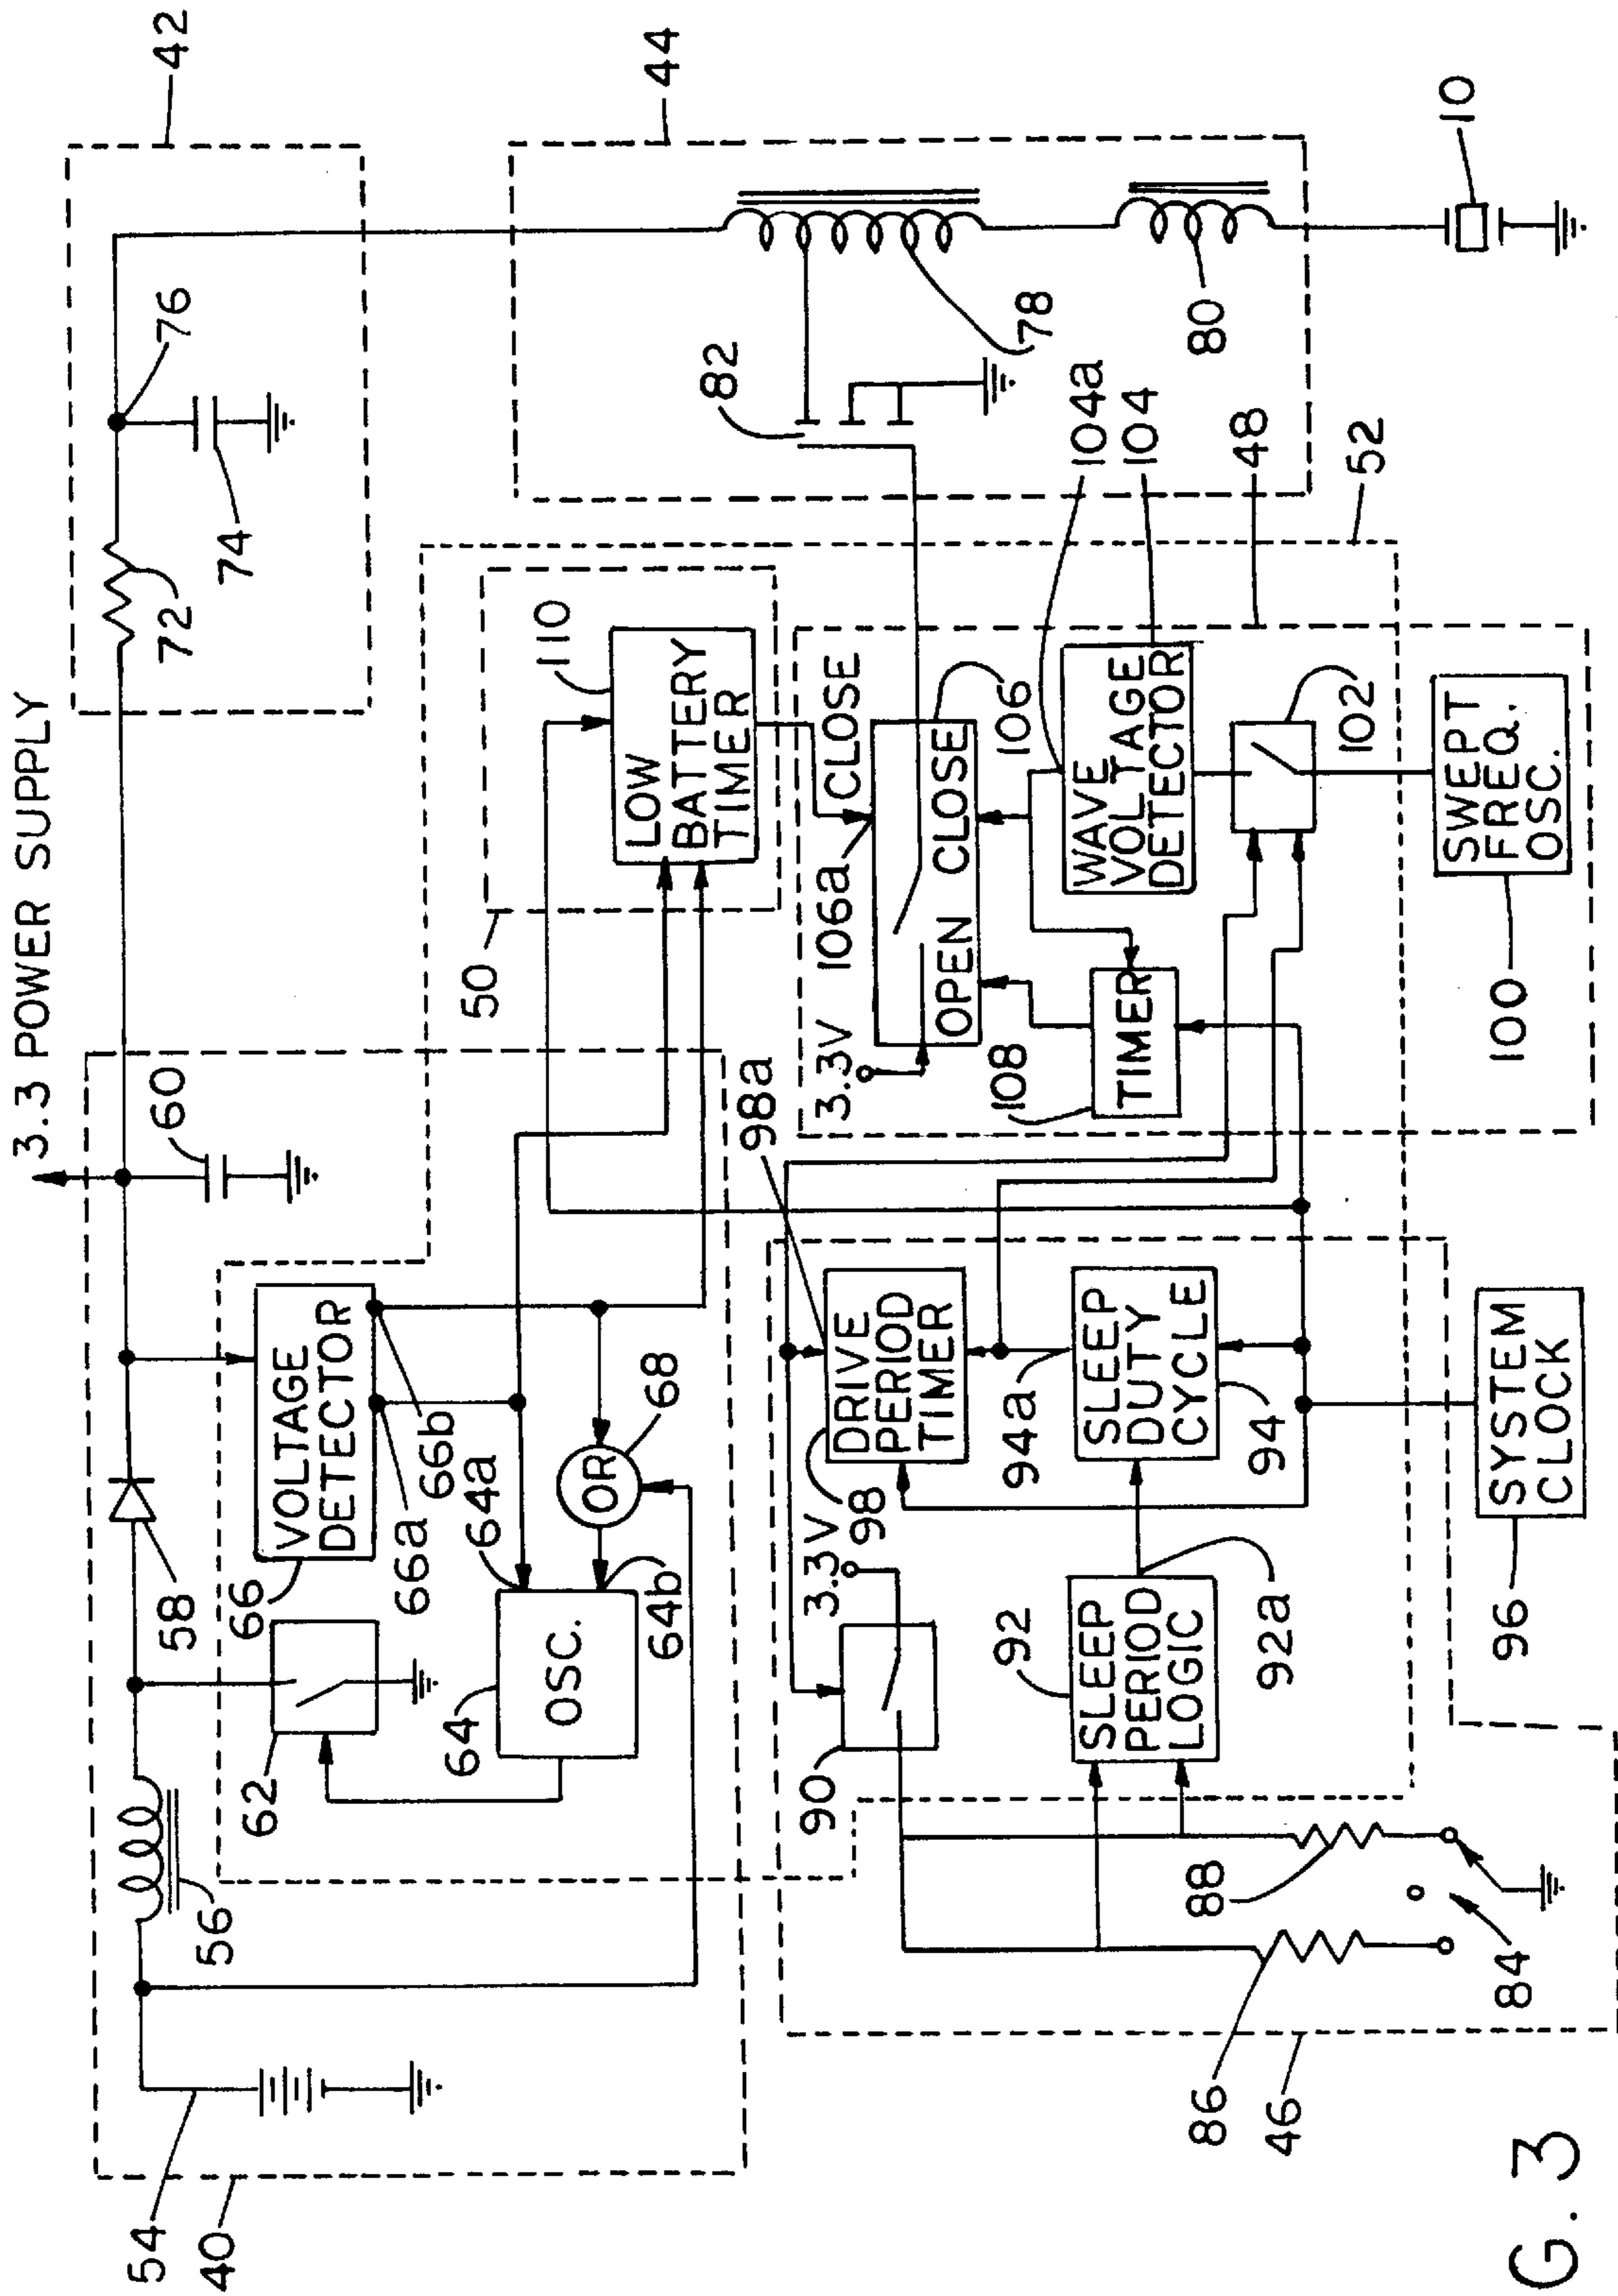 3.3 POWER SUPPLY
42
44
76
72
74
60
58
56
54
40
66
VOLTAGE
DETECTOR
66a
66b
62
64
OSC.
64a
64b
OR
68
50
110
LOW
BATTERY
TIMER
82
78
80
10
104a
104
48
52
CLOSE
106a
3.3V
OPEN CLOSE
106
WAVE
VOLTAGE
DETECTOR
108
TIMER
102
SWEPT
FREQ.
OSC.
100
98a
98
DRIVE
PERIOD
TIMER
94a
SLEEP
DUTY
CYCLE
94
3.3V
90
92
SLEEP
PERIOD
LOGIC
92a
SYSTEM
CLOCK
96
88
86
84
46
G. 3